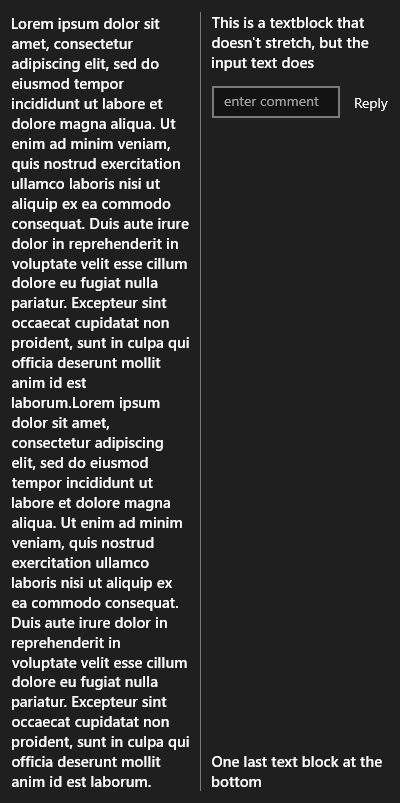 Lorem ipsum dolor sit
amet, consectetur
adipiscing elit, sed do
eiusmod tempor
incididunt ut labore et
dolore magna aliqua. Ut
enim ad minim veniam,
quis nostrud exercitation
ullamco laboris nisi ut
aliquip ex ea commodo
consequat. Duis aute irure
dolor in reprehenderit in
voluptate velit esse cillum
dolore eu fugiat nulla
pariatur. Excepteur sint
occaecat cupidatat non
proident, sunt in culpa qui
officia deserunt mollit
anim id est
laborum.Lorem ipsum
dolor sit amet,
consectetur adipiscing
elit, sed do eiusmod
tempor incididunt ut
labore et dolore magna
aliqua. Ut enim ad minim
veniam, quis nostrud
exercitation ullamco
laboris nisi ut aliquip ex
ea commodo consequat.
Duis aute irure dolor in
reprehenderit in
voluptate velit esse cillum
dolore eu fugiat nulla
pariatur. Excepteur sint
occaecat cupidatat non
proident, sunt in culpa qui
officia deserunt mollit
anim id est laborum.
This is a textblock that
doesn't stretch, but the
input text does
enter comment
Reply
One last text block at the
bottom